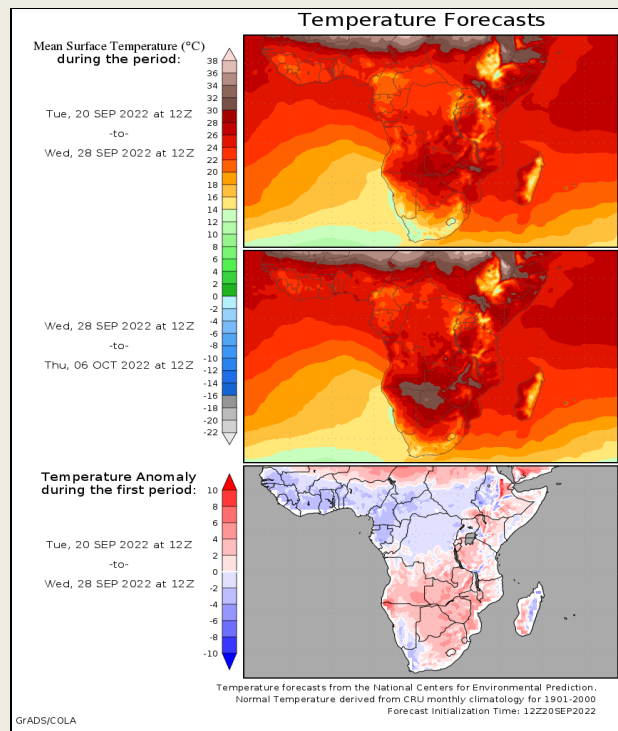 Temperature Forecasts
Mean Surface Temperature (°C)
during the period:
Tue, 20 SEP 2022 at 12Z
-to-
Wed, 28 SEP 2022 at 12Z
38
36
34
32
30
28
26
24
22
20
18
16
14
12
10
8
6
4
2
0
-2
-4
-6
-8
-10
-12
-14
-16
-18
-20
-22
Wed, 28 SEP 2022 at 12Z
-to-
Thu, 06 OCT 2022 at 12Z
Temperature Anomaly
during the first period:
Tue, 20 SEP 2022 at 12Z
-to-
Wed, 28 SEP 2022 at 12Z
10
8
6
4
2
0
-2
-4
-6
-8
-10
Temperature forecasts from the National Centers for Environmental Prediction.
Normal Temperature derived from CRU monthly climatology for 1901-2000
Forecast Initialization Time: 12Z20SEP2022
GrADS/COLA